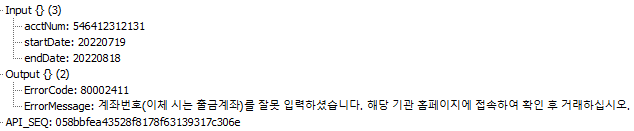 Input {} (3)
acctNum: 546412312131
startDate: 20220719
endDate: 20220818
Output {} (2)
ErrorCode: 80002411
ErrorMessage: 계좌번호(이체 시는 출금계좌)를 잘못 입력하셨습니다. 해당 기관 홈페이지에 접속하여 확인 후 거래하십시오.
API_SEQ: 058bbfea43528f8178f63139317c306e